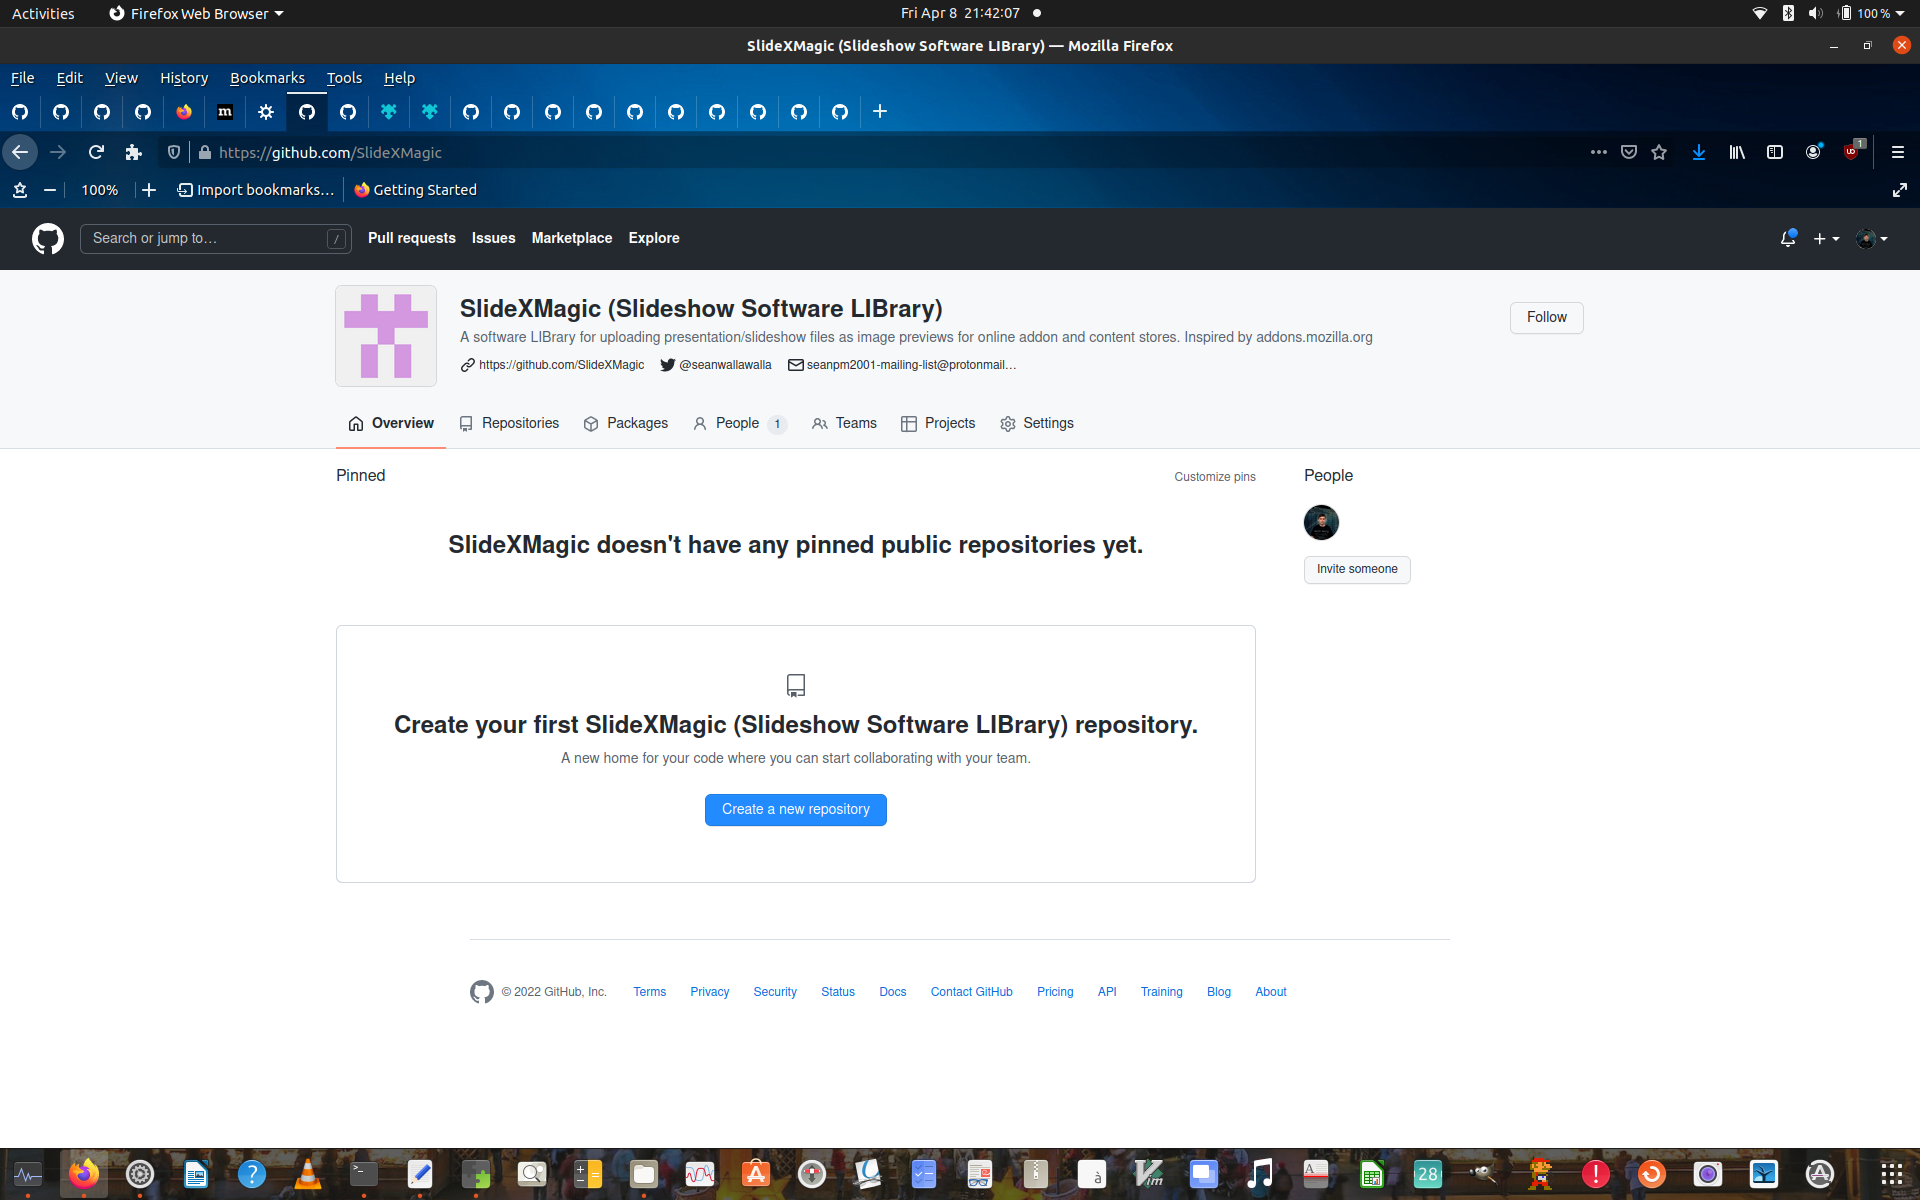 Activities Firefox Web Browser Fri Apr 8 21:42:07 100 %
SlideXMagic (Slideshow Software LIBrary) — Mozilla Firefox
File Edit View History Bookmarks Tools Help
m
https://github.com/SlideXMagic 1
100% Import bookmarks… Getting Started
Search or jump to… / Pull requests Issues Marketplace Explore
SlideXMagic (Slideshow Software LIBrary)
Follow
A software LIBrary for uploading presentation/slideshow files as image previews for online addon and content stores. Inspired by addons.mozilla.org
https://github.com/SlideXMagic @seanwallawalla seanpm2001-mailing-list@protonmail…
Overview Repositories Packages People 1 Teams Projects Settings
Pinned Customize pins People
SlideXMagic doesn't have any pinned public repositories yet.
Invite someone
Create your first SlideXMagic (Slideshow Software LIBrary) repository.
A new home for your code where you can start collaborating with your team.
Create a new repository
© 2022 GitHub, Inc. Terms Privacy Security Status Docs Contact GitHub Pricing API Training Blog About
>_ ? à Vim A 28 !